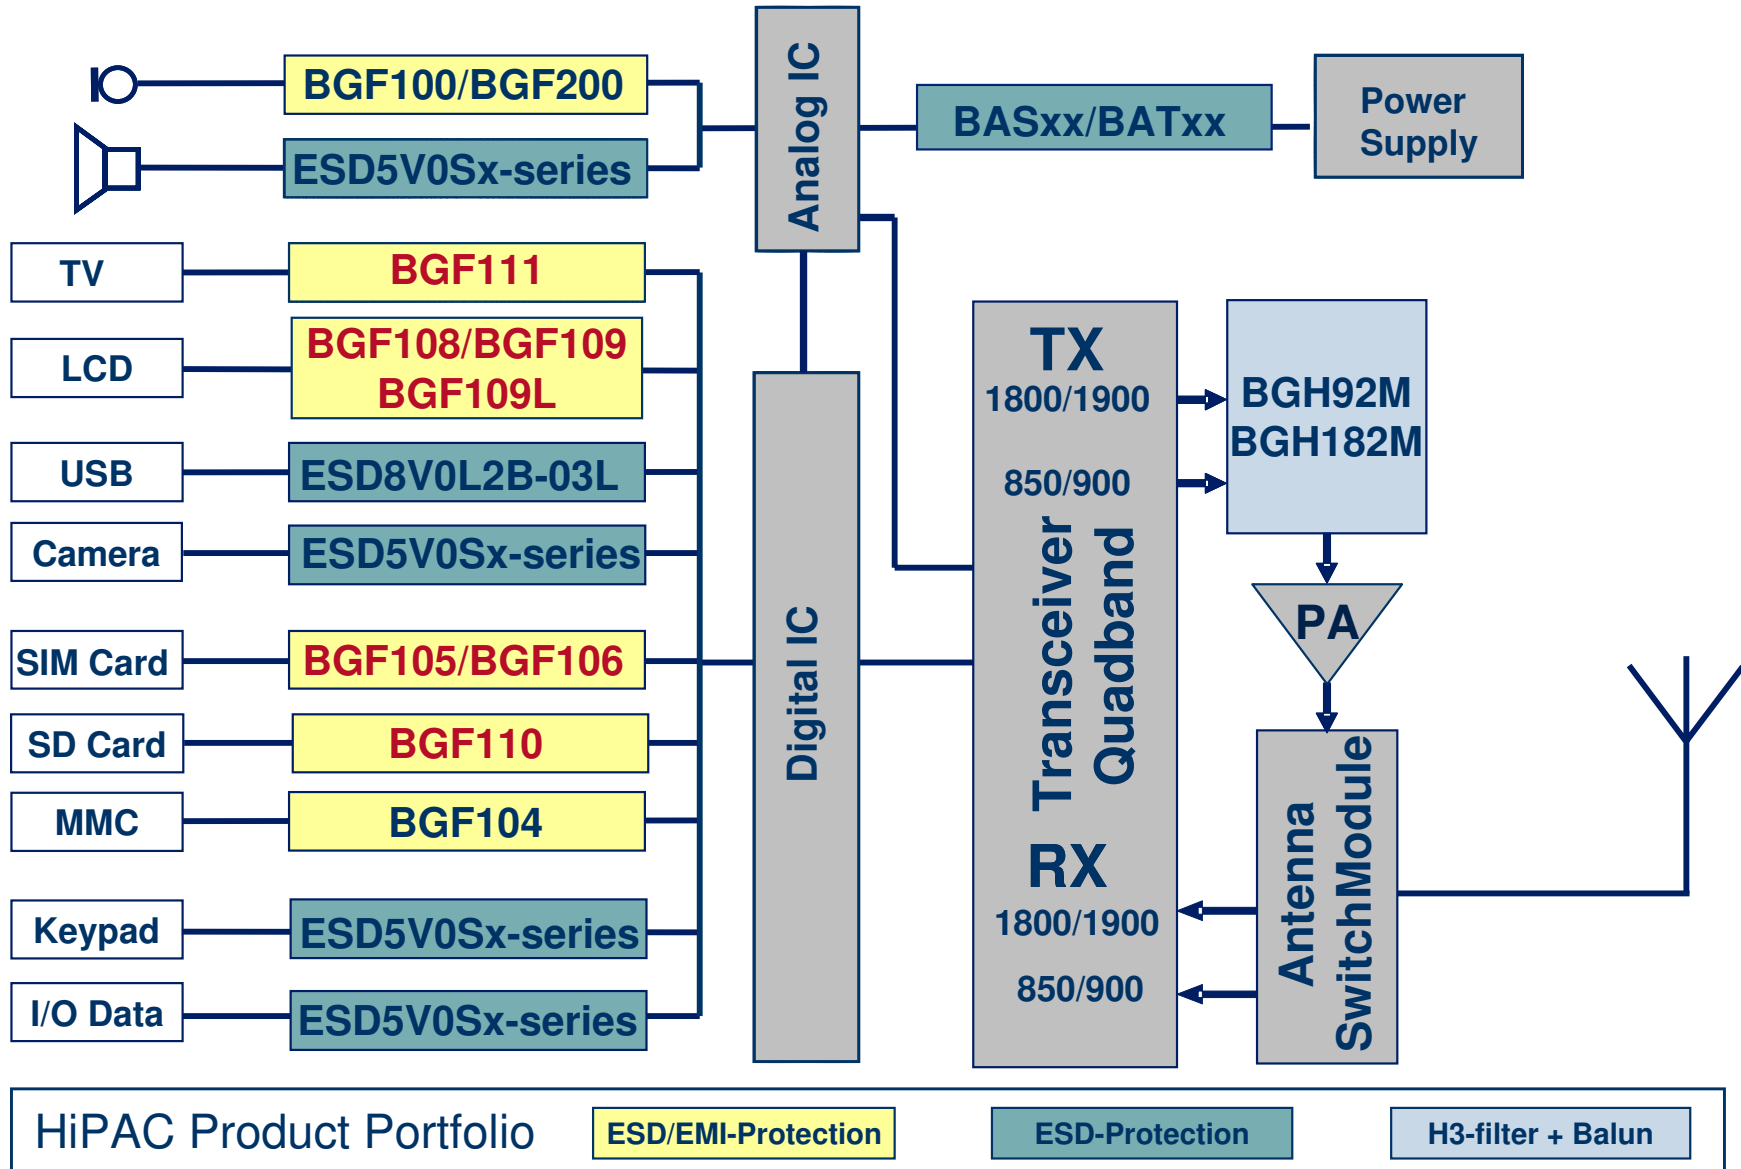 BGF100/BGF200
ESD5V0Sx-series
Analog IC
BASxx/BATxx
Power
Supply
TV
BGF111
LCD
BGF108/BGF109
BGF109L
USB
ESD8V0L2B-03L
Camera
ESD5V0Sx-series
SIM Card
BGF105/BGF106
SD Card
BGF110
MMC
BGF104
Keypad
ESD5V0Sx-series
I/O Data
ESD5V0Sx-series
Digital IC
TX
1800/1900
850/900
Transceiver
Quadband
RX
1800/1900
850/900
BGH92M
BGH182M
PA
Antenna
SwitchModule
HiPAC Product Portfolio
ESD/EMI-Protection
ESD-Protection
H3-filter + Balun